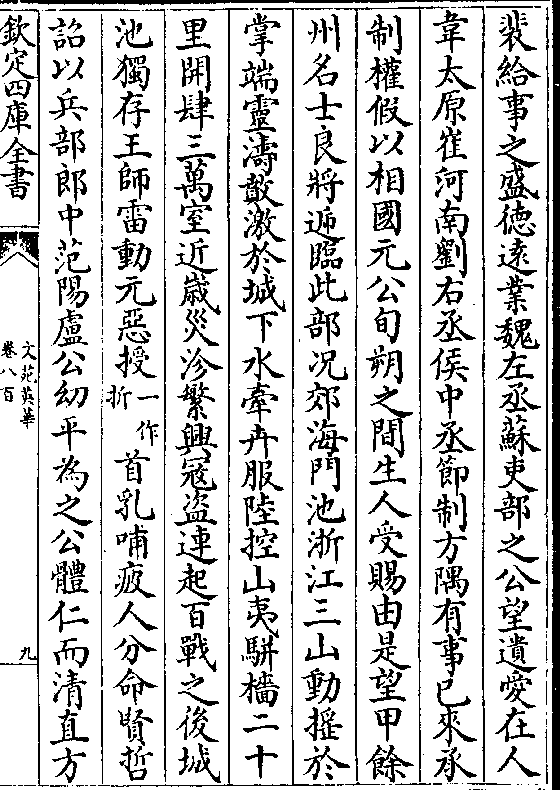 裴給事之盛徳遠業魏左丞蘇吏部之公望遺愛在人
韋太原崔河南劉右丞侯中丞節制方隅有事已來承
制權假以相國元公旬朔之間生人受賜由是望甲餘
州名士良將遞臨此部况郊海門池浙江三山動揺於
掌端靈濤歕激於城下水牽卉服陸控山夷駢檣二十
里開肆三萬室近歲災沴繁興冦盗連起百戰之後城
池獨存王師雷動元惡授一作折首乳哺疲人分命賢哲
詔以兵部郎中范陽盧公幼平為之公體仁而清直方
欽定四庫全書
文苑英華
卷八百
九